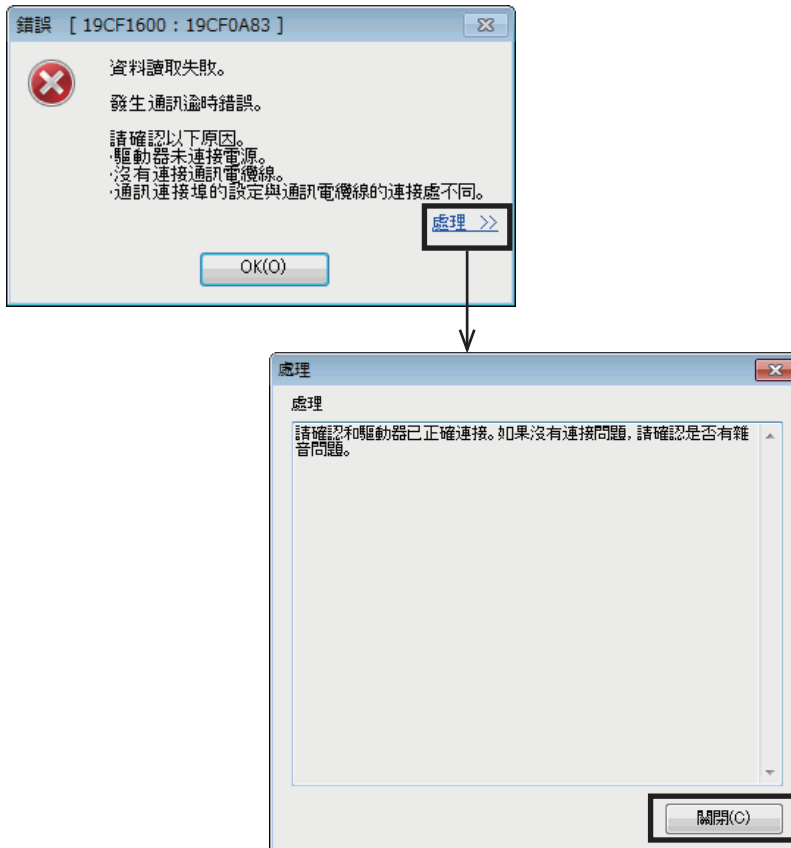 錯誤 [ 19CF1600 : 19CF0A83 ]
資料讀取失敗。
發生通訊逾時錯誤。
請確認以下原因。
·驅動器未連接電源。
·沒有連接通訊電纜線。
·通訊連接埠的設定與通訊電纜線的連接處不同。
處理 >>
OK(O)
處理
處理
請確認和驅動器已正確連接。如果沒有連接問題，請確認是否有雜
音問題。
關閉(C)